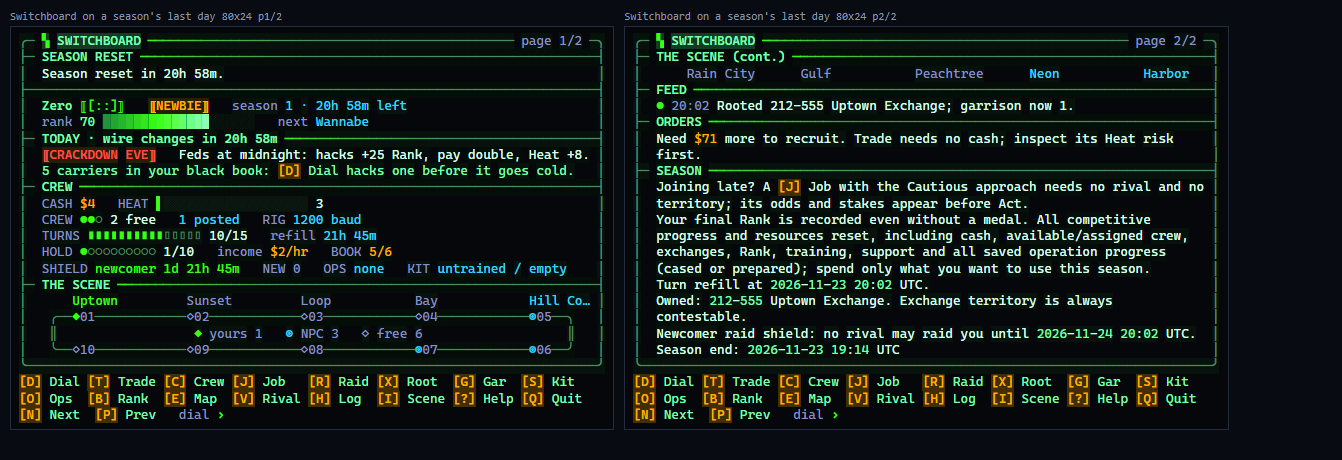 Switchboard on a season's last day 80x24 p1/2
SWITCHBOARD page 1/2
SEASON RESET
Season reset in 20h 58m.
Zero [[::]] [NEWBIE] season 1 · 20h 58m left
rank 70 next Wannabe
TODAY · wire changes in 20h 58m
[CRACKDOWN EVE] Feds at midnight: hacks +25 Rank, pay double, Heat +8.
5 carriers in your black book: [D] Dial hacks one before it goes cold.
CREW
CASH $4 HEAT 3
CREW ●●○ 2 free 1 posted RIG 1200 baud
TURNS 10/15 refill 21h 45m
HOLD ●○○○○○○○○○ 1/10 income $2/hr BOOK 5/6
SHIELD newcomer 1d 21h 45m NEW 0 OPS none KIT untrained / empty
THE SCENE
Uptown Sunset Loop Bay Hill Co…
◆01 ◇02 ◇03 ◇04 ●05
◆ yours 1 ● NPC 3 ◇ free 6
◇10 ◇09 ◇08 ●07 ●06
[D] Dial [T] Trade [C] Crew [J] Job [R] Raid [X] Root [G] Gar [S] Kit
[O] Ops [B] Rank [E] Map [V] Rival [H] Log [I] Scene [?] Help [Q] Quit
[N] Next [P] Prev dial ›
Switchboard on a season's last day 80x24 p2/2
SWITCHBOARD page 2/2
THE SCENE (cont.)
Rain City Gulf Peachtree Neon Harbor
FEED
● 20:02 Rooted 212-555 Uptown Exchange; garrison now 1.
ORDERS
Need $71 more to recruit. Trade needs no cash; inspect its Heat risk
first.
SEASON
Joining late? A [J] Job with the Cautious approach needs no rival and no
territory; its odds and stakes appear before Act.
Your final Rank is recorded even without a medal. All competitive
progress and resources reset, including cash, available/assigned crew,
exchanges, Rank, training, support and all saved operation progress
(cased or prepared); spend only what you want to use this season.
Turn refill at 2026-11-23 20:02 UTC.
Owned: 212-555 Uptown Exchange. Exchange territory is always
contestable.
Newcomer raid shield: no rival may raid you until 2026-11-24 20:02 UTC.
Season end: 2026-11-23 19:14 UTC
[D] Dial [T] Trade [C] Crew [J] Job [R] Raid [X] Root [G] Gar [S] Kit
[O] Ops [B] Rank [E] Map [V] Rival [H] Log [I] Scene [?] Help [Q] Quit
[N] Next [P] Prev dial ›